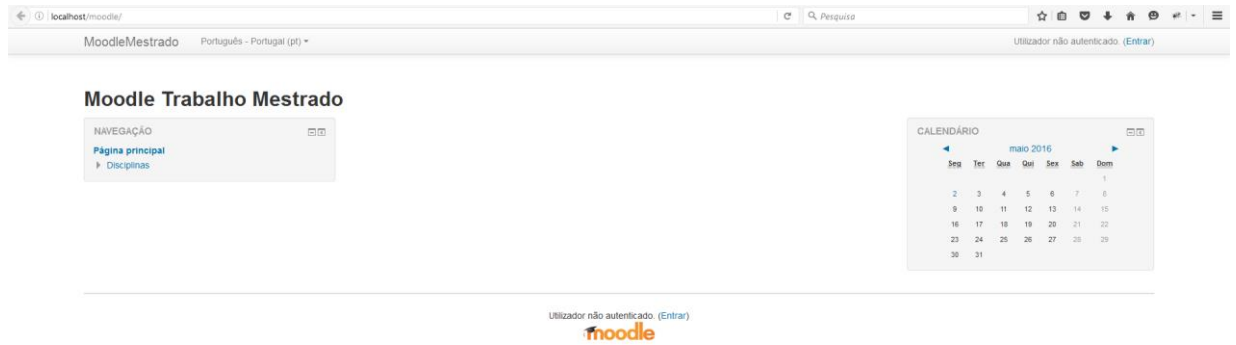 localhost/moodle/
Pesquisa
MoodleMestrado Português - Portugal (pt)
Utilizador não autenticado. (Entrar)
Moodle Trabalho Mestrado
NAVEGAÇÃO
Página principal
Disciplinas
CALENDÁRIO
maio 2016
Seg Ter Qua Qui Sex Sab Dom
1
2 3 4 5 6 7 8
9 10 11 12 13 14 15
16 17 18 19 20 21 22
23 24 25 26 27 28 29
30 31
Utilizador não autenticado. (Entrar)
moodle